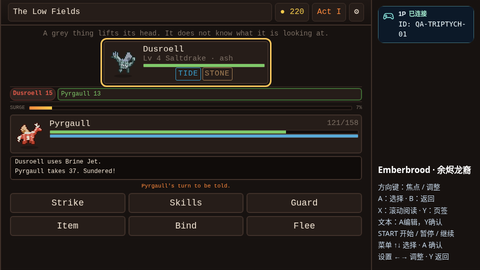 The Low Fields
● 220
Act I
⚙
A grey thing lifts its head. It does not know what it is looking at.
Dusroell
Lv 4 Saltdrake · ash
TIDE STONE
Dusroell 15
Pyrgaull 13
SURGE
7%
Pyrgaull
121/158
Dusroell uses Brine Jet.
Pyrgaull takes 37. Sundered!
Pyrgaull's turn to be told.
Strike
Skills
Guard
Item
Bind
Flee
1P 已连接
ID: QA-TRIPTYCH-
01
Emberbrood · 余烬龙裔
方向键：焦点 / 调整
A：选择 · B：返回
X：滚动阅读 · Y：页签
文本：A编辑，Y确认
START 开始 / 暂停 / 继续
菜单 ↑↓ 选择 · A 确认
设置 ←→ 调整 · Y 返回